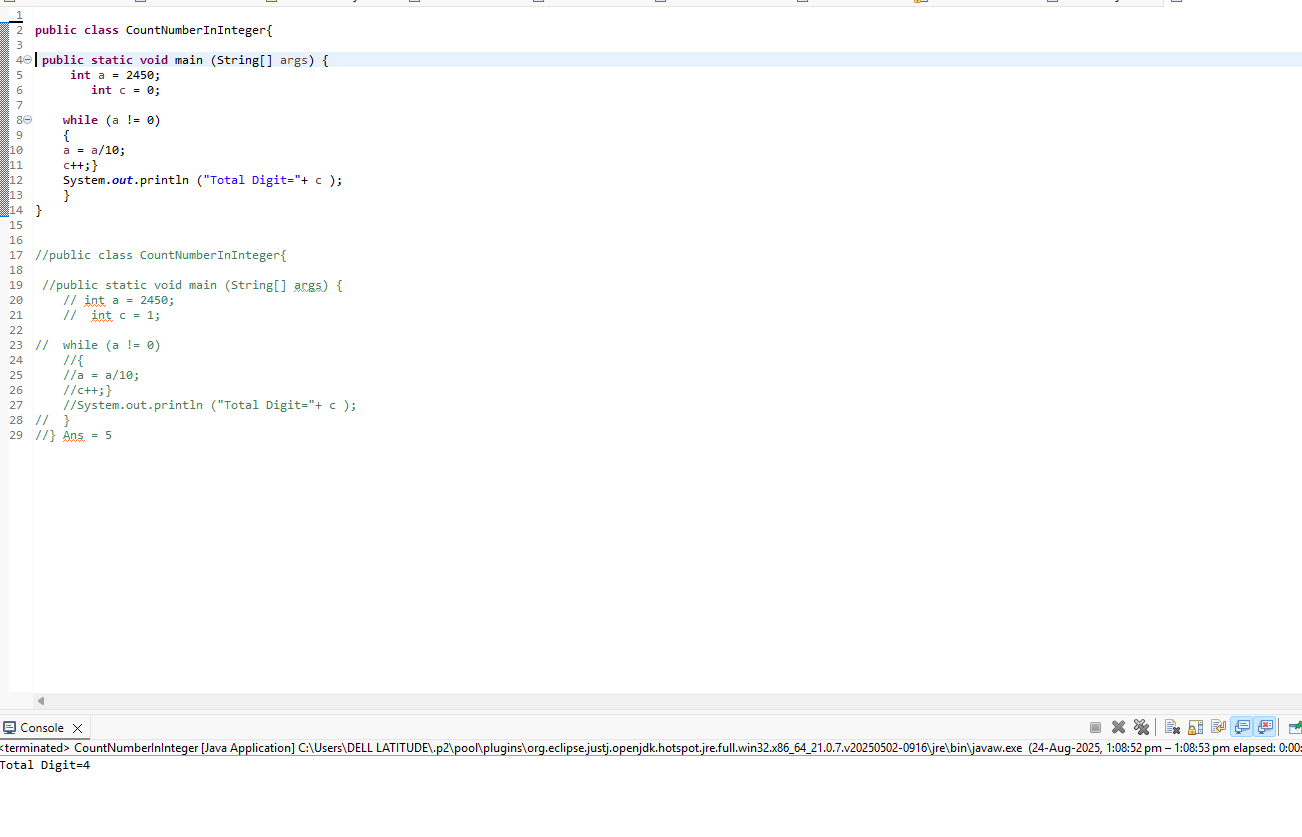 1
2 public class CountNumberInInteger{
3
4 public static void main (String[] args) {
5 int a = 2450;
6 int c = 0;
7
8 while (a != 0)
9 {
10 a = a/10;
11 c++;}
12 System.out.println ("Total Digit="+ c );
13 }
14 }
15
16
17 //public class CountNumberInInteger{
18
19 //public static void main (String[] args) {
20 // int a = 2450;
21 // int c = 1;
22
23 // while (a != 0)
24 //{
25 //a = a/10;
26 //c++;}
27 //System.out.println ("Total Digit="+ c );
28 // }
29 //} Ans = 5
Console
<terminated> CountNumberInInteger [Java Application] C:\Users\DELL LATITUDE\.p2\pool\plugins\org.eclipse.justj.openjdk.hotspot.jre.full.win32.x86_64_21.0.7.v20250502-0916\jre\bin\javaw.exe (24-Aug-2025, 1:08:52 pm – 1:08:53 pm elapsed: 0:00:
Total Digit=4